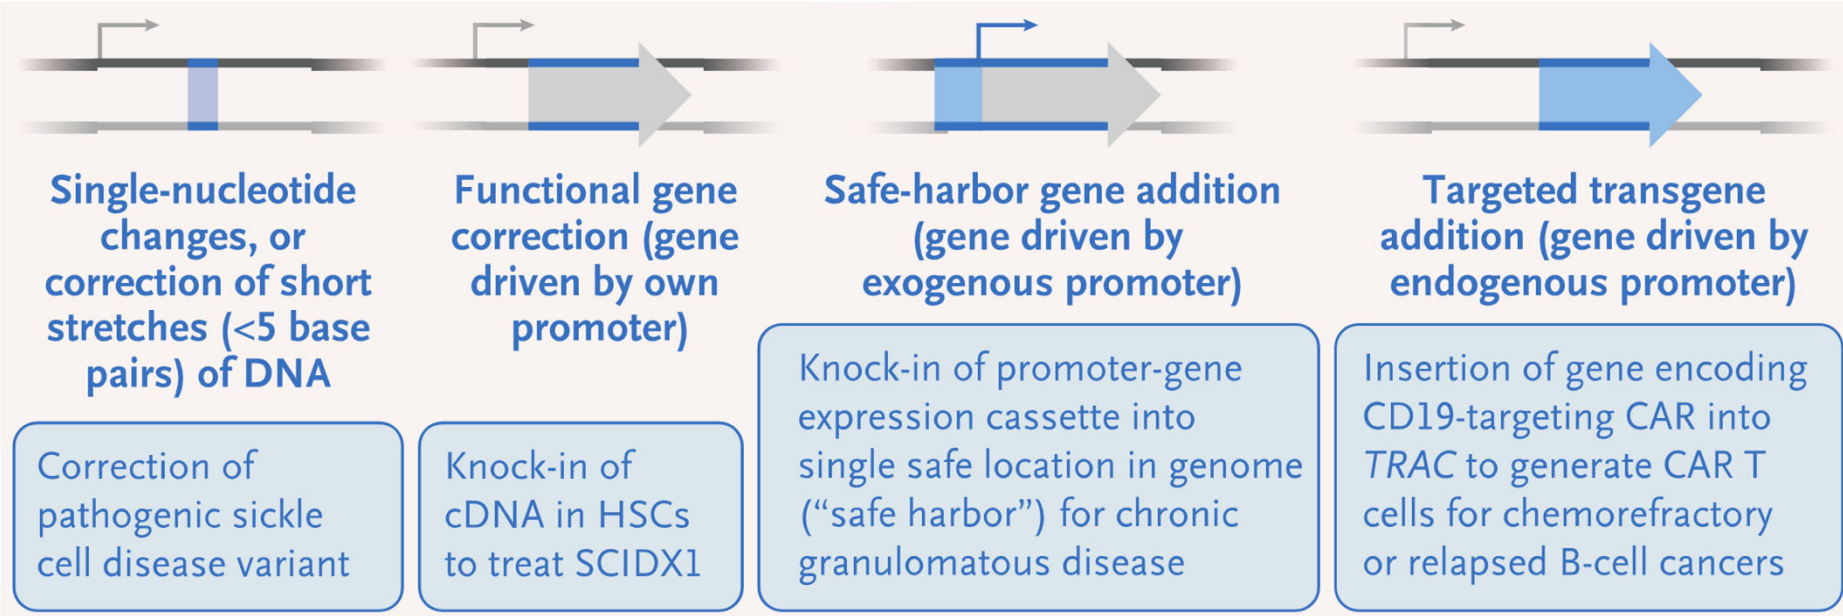 Single-nucleotide
changes, or
correction of short
stretches (<5 base
pairs) of DNA
Correction of
pathogenic sickle
cell disease variant
Functional gene
correction (gene
driven by own
promoter)
Knock-in of
cDNA in HSCs
to treat SCIDX1
Safe-harbor gene addition
(gene driven by
exogenous promoter)
Knock-in of promoter-gene
expression cassette into
single safe location in genome
(“safe harbor”) for chronic
granulomatous disease
Targeted transgene
addition (gene driven by
endogenous promoter)
Insertion of gene encoding
CD19-targeting CAR into
TRAC to generate CAR T
cells for chemorefractory
or relapsed B-cell cancers